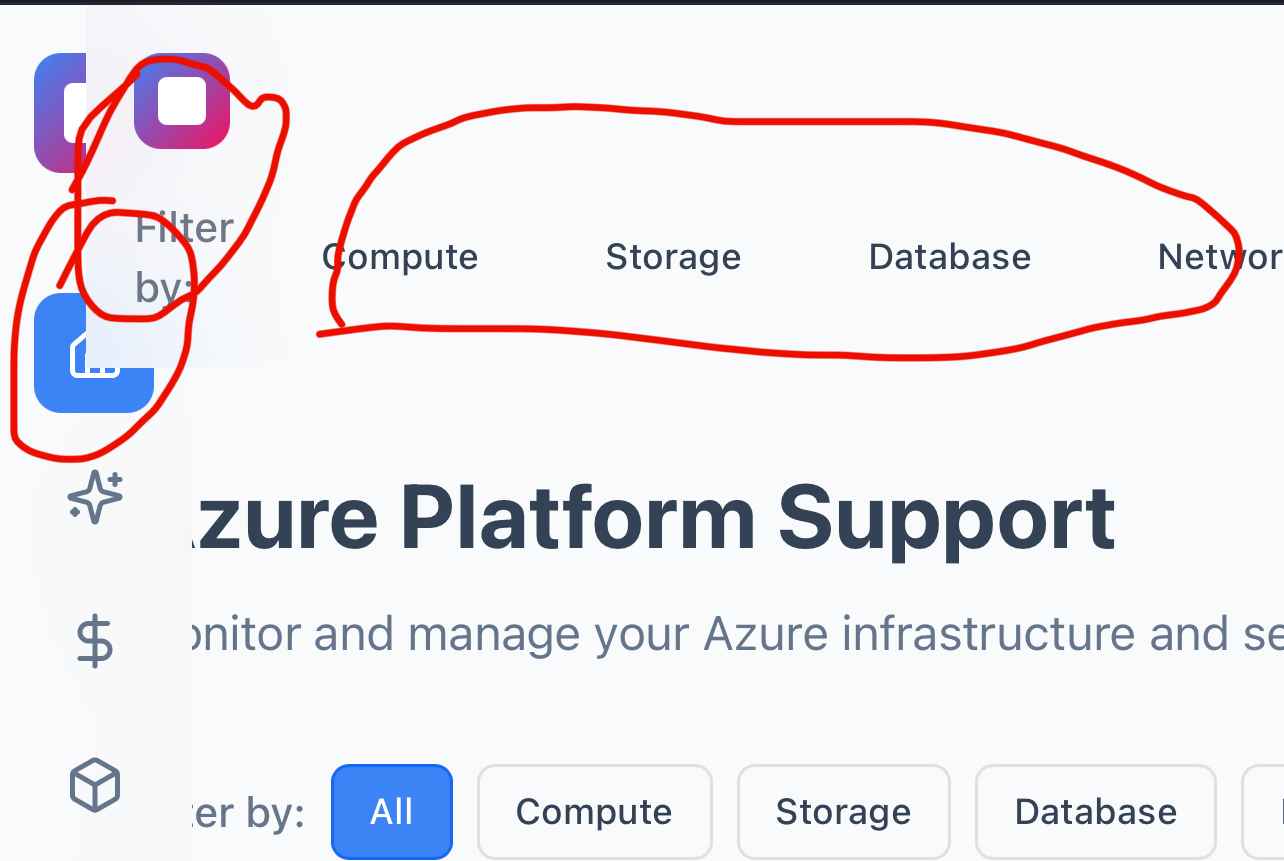 Filter
by:
Compute Storage Database Networ
zure Platform Support
onitor and manage your Azure infrastructure and se
ter by: All Compute Storage Database